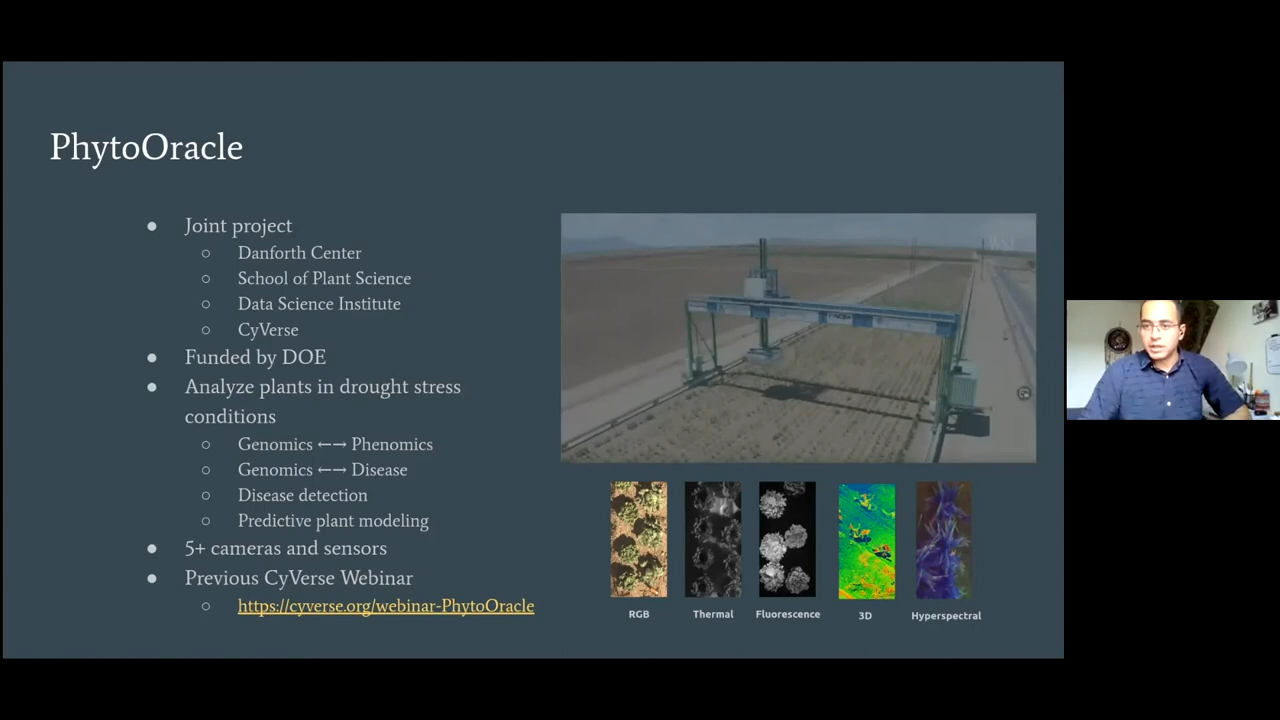 PhytoOracle
● Joint project
○ Danforth Center
○ School of Plant Science
○ Data Science Institute
○ CyVerse
● Funded by DOE
● Analyze plants in drought stress
conditions
○ Genomics ←→ Phenomics
○ Genomics ←→ Disease
○ Disease detection
○ Predictive plant modeling
● 5+ cameras and sensors
● Previous CyVerse Webinar
○ https://cyverse.org/webinar-PhytoOracle
RGB Thermal Fluorescence 3D Hyperspectral